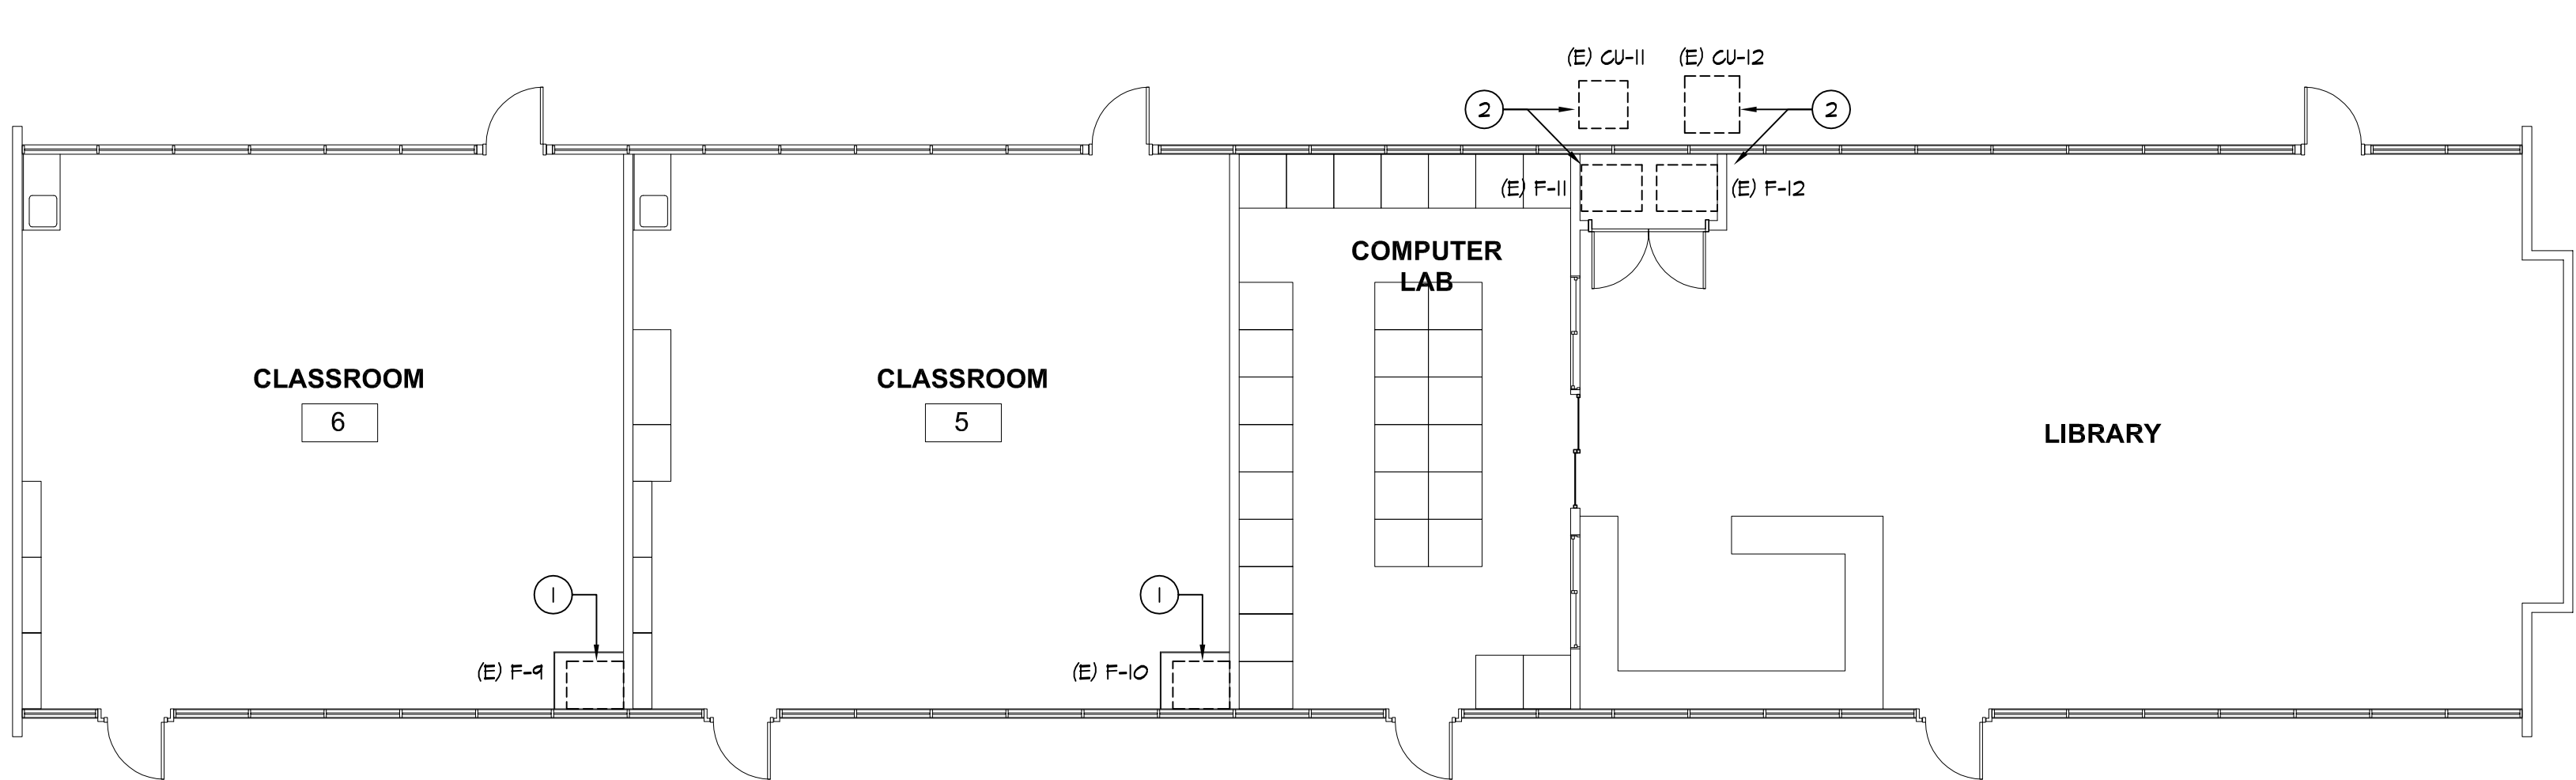 (E) CU-11 (E) CU-12
2 2
(E) F-11 (E) F-12
COMPUTER
LAB
CLASSROOM
6
CLASSROOM
5
LIBRARY
1 1
(E) F-9 (E) F-10